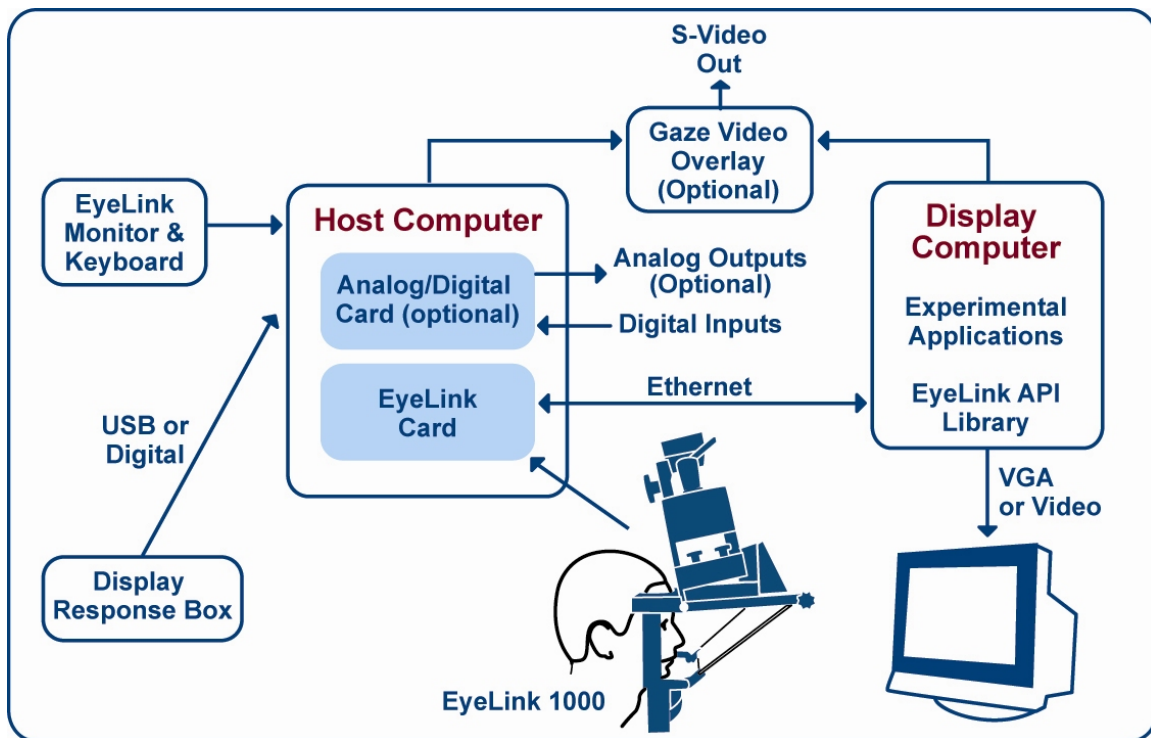 S-Video
Out
Gaze Video
Overlay
(Optional)
EyeLink
Monitor &
Keyboard
Host Computer
Analog/Digital
Card (optional)
Analog Outputs
(Optional)
Digital Inputs
EyeLink
Card
Ethernet
Display
Computer
Experimental
Applications
EyeLink API
Library
USB or
Digital
VGA
or Video
Display
Response Box
EyeLink 1000